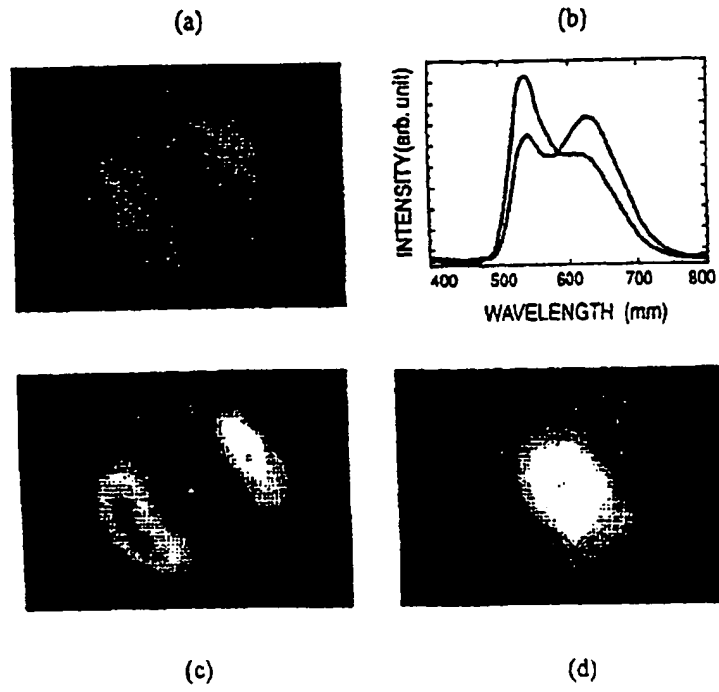 (a)
(b)
INTENSITY (arb. unit)
400 500 600 700 800
WAVELENGTH (mm)
(c)
(d)